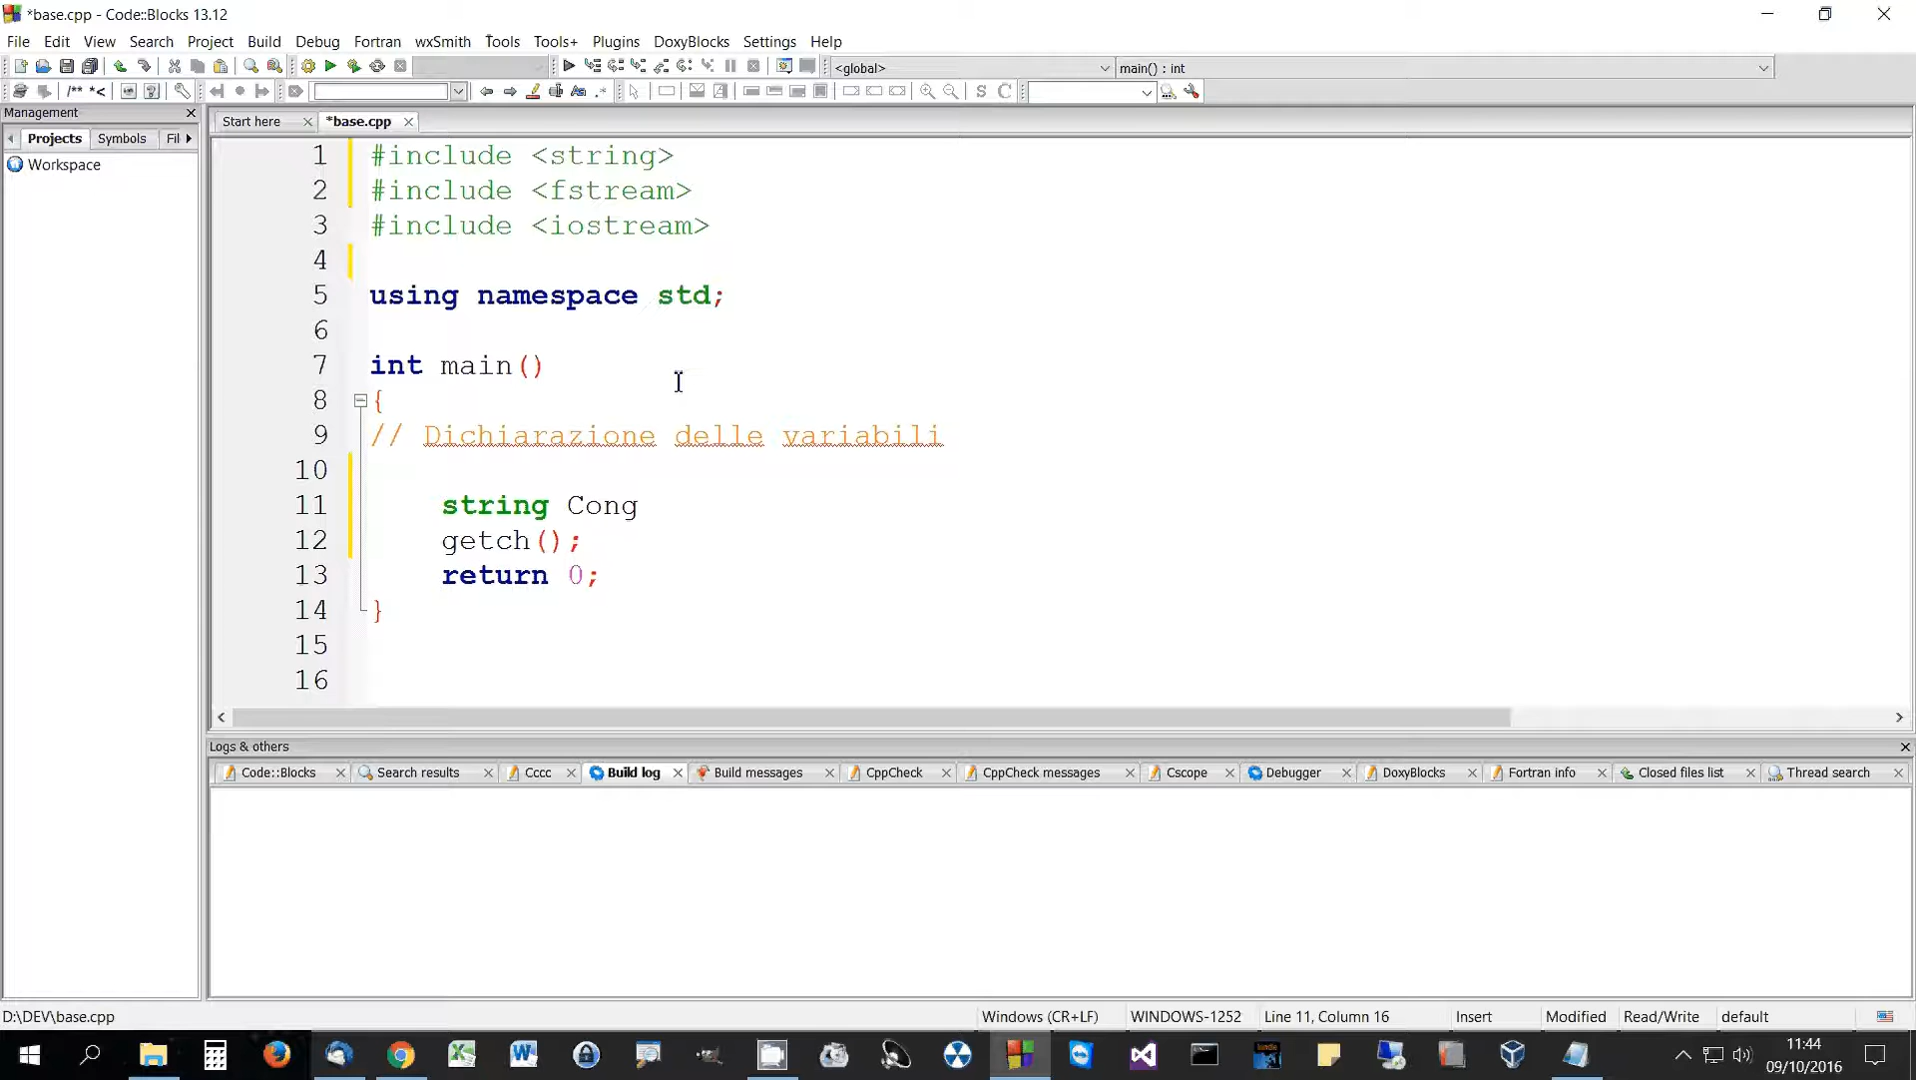 *base.cpp - Code::Blocks 13.12
File Edit View Search Project Build Debug Fortran wxSmith Tools Tools+ Plugins DoxyBlocks Settings Help
<global> main() : int
/** *<
S C
Management
Projects Symbols Fil
Workspace
Start here *base.cpp
1 #include <string>
2 #include <fstream>
3 #include <iostream>
4
5 using namespace std;
6
7 int main()
8 {
9 // Dichiarazione delle variabili
10
11 string Cong
12 getch();
13 return 0;
14 }
15
16
Logs & others
Code::Blocks Search results Cccc Build log Build messages CppCheck CppCheck messages Cscope Debugger DoxyBlocks Fortran info Closed files list Thread search
D:\DEV\base.cpp Windows (CR+LF) WINDOWS-1252 Line 11, Column 16 Insert Modified Read/Write default
11:44
09/10/2016